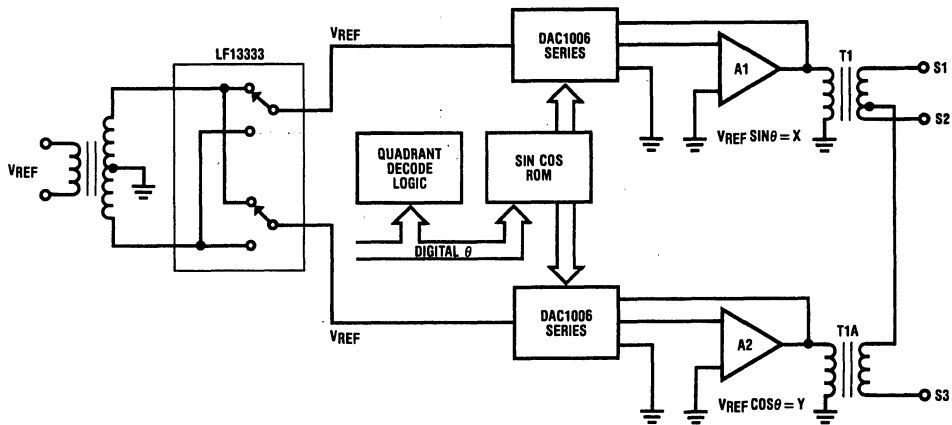 LF13333
VREF
DAC1006
SERIES
A1
T1
S1
S2
VREF SINθ = X
VREF
QUADRANT
DECODE
LOGIC
SIN COS
ROM
DIGITAL θ
VREF
DAC1006
SERIES
A2
T1A
S3
VREF COSθ = Y